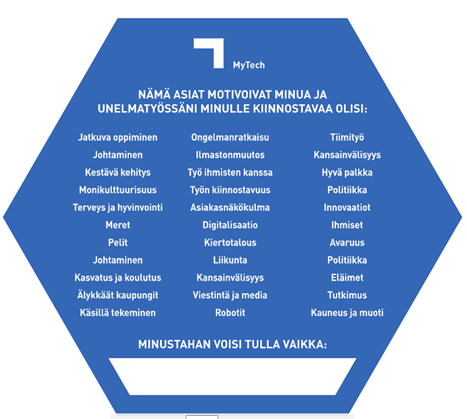 MyTech
NÄMÄ ASIAT MOTIVOIVAT MINUA JA
UNELMATYÖSSÄNI MINULLE KIINNOSTAVAA OLISI:
Jatkuva oppiminen Ongelmanratkaisu Tiimityö
Johtaminen Ilmastonmuutos Kansainvälisyys
Kestävä kehitys Työ ihmisten kanssa Hyvä palkka
Monikulttuurisuus Työn kiinnostavuus Politiikka
Terveys ja hyvinvointi Asiakasnäkökulma Innovaatiot
Meret Digitalisaatio Ihmiset
Pelit Kiertotalous Avaruus
Johtaminen Liikunta Politiikka
Kasvatus ja koulutus Kansainvälisyys Eläimet
Älykkäät kaupungit Viestintä ja media Tutkimus
Käsillä tekeminen Robotit Kauneus ja muoti
MINUSTAHAN VOISI TULLA VAIKKA: